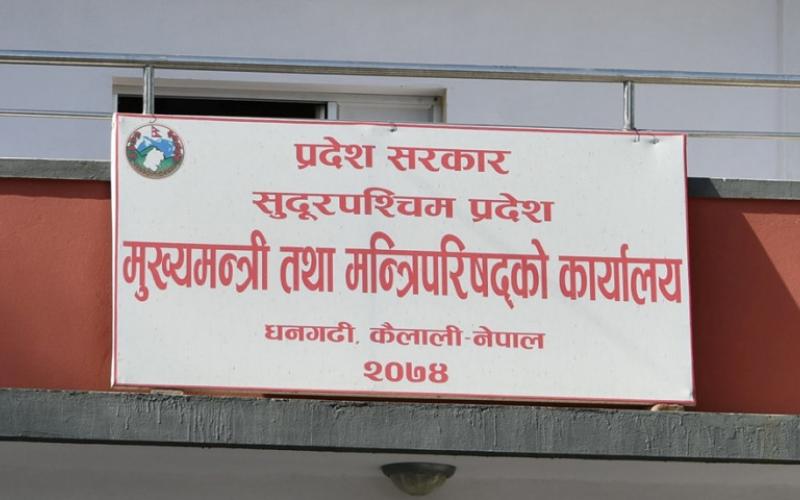 प्रदेश सरकार
सुदूरपश्चिम प्रदेश
मुख्यमन्त्री तथा मन्त्रिपरिषद्को कार्यालय
धनगढी, कैलाली-नेपाल
२०७४